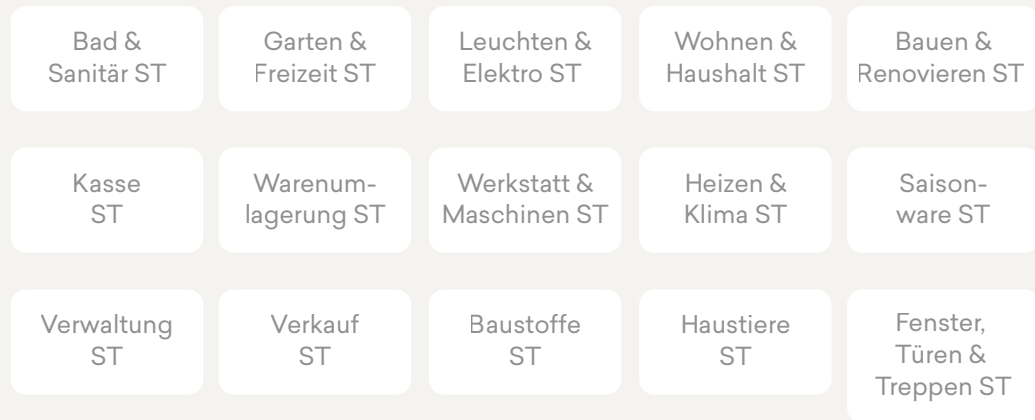 Bad &
Sanitär ST
Garten &
Freizeit ST
Leuchten &
Elektro ST
Wohnen &
Haushalt ST
Bauen &
Renovieren ST
Kasse
ST
Warenum-
lagerung ST
Werkstatt &
Maschinen ST
Heizen &
Klima ST
Saison-
ware ST
Verwaltung
ST
Verkauf
ST
Baustoffe
ST
Haustiere
ST
Fenster,
Türen &
Treppen ST